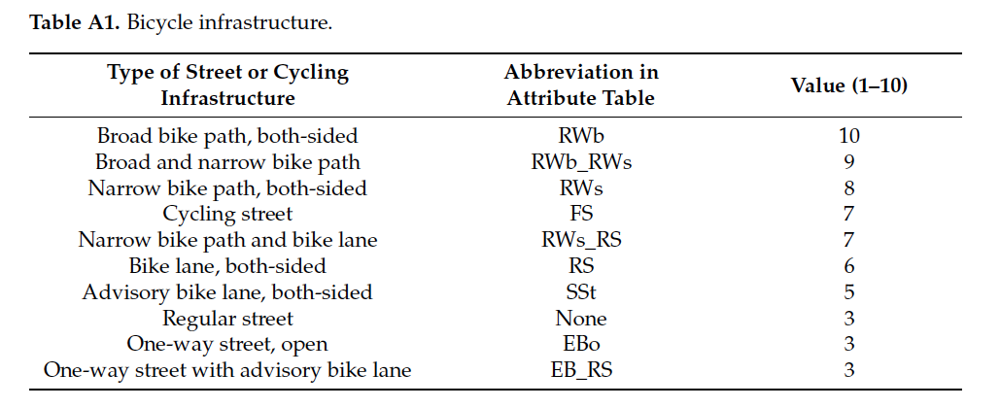 Table A1. Bicycle infrastructure.
Type of Street or Cycling Infrastructure Abbreviation in Attribute Table Value (1–10)
Broad bike path, both-sided RWb 10
Broad and narrow bike path RWb_RWs 9
Narrow bike path, both-sided RWs 8
Cycling street FS 7
Narrow bike path and bike lane RWs_RS 7
Bike lane, both-sided RS 6
Advisory bike lane, both-sided SSt 5
Regular street None 3
One-way street, open EBo 3
One-way street with advisory bike lane EB_RS 3